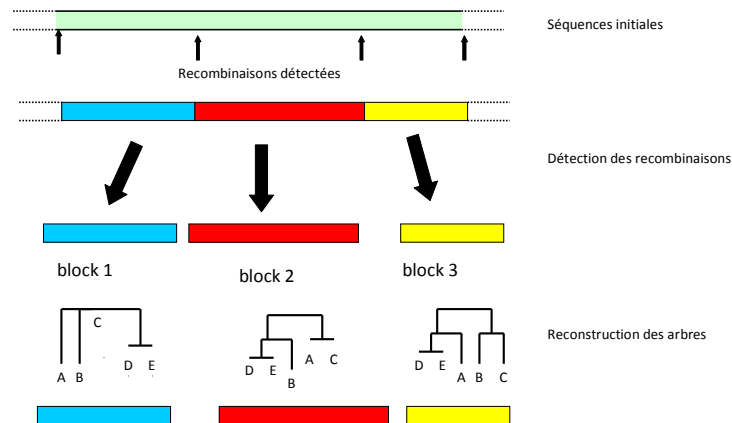 Séquences initiales
Recombinaisons détectées
Détection des recombinaisons
block 1
block 2
block 3
Reconstruction des arbres
C
A B
D E
D E
B
A C
D E
A B C